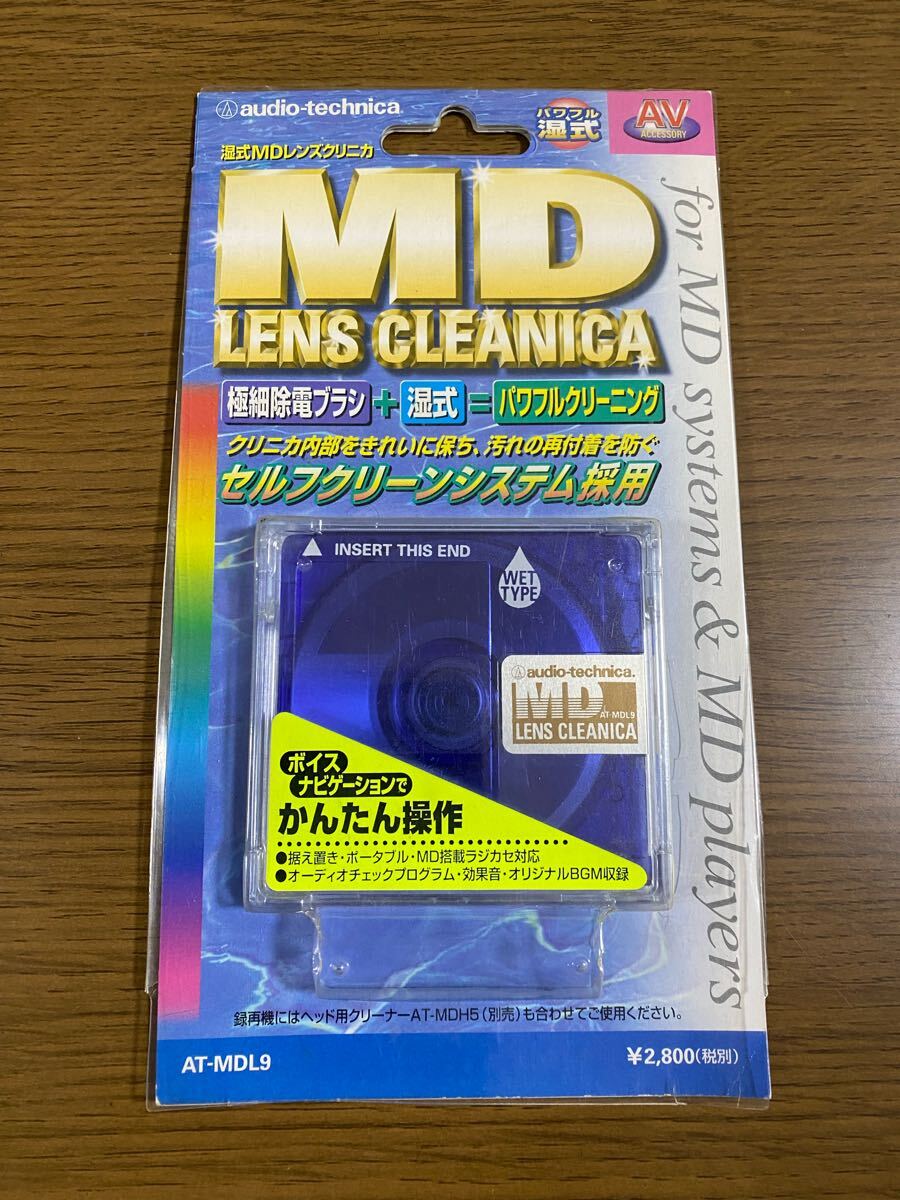 audio-technica.
パワフル
湿式
AV
ACCESSORY
湿式MDレンズクリニカ
MD
LENS CLEANICA
for MD systems & MD players
極細除電ブラシ + 湿式 = パワフルクリーニング
クリニカ内部をきれいに保ち、汚れの再付着を防ぐ
セルフクリーンシステム採用
▲ INSERT THIS END
WET
TYPE
audio-technica.
MD
AT-MDL9
LENS CLEANICA
ボイス
ナビゲーションで
かんたん操作
●据え置き・ポータブル・MD搭載ラジカセ対応
●オーディオチェックプログラム・効果音・オリジナルBGM収録
録再機にはヘッド用クリーナーAT-MDH5(別売)も合わせてご使用ください。
AT-MDL9
¥2,800(税別)